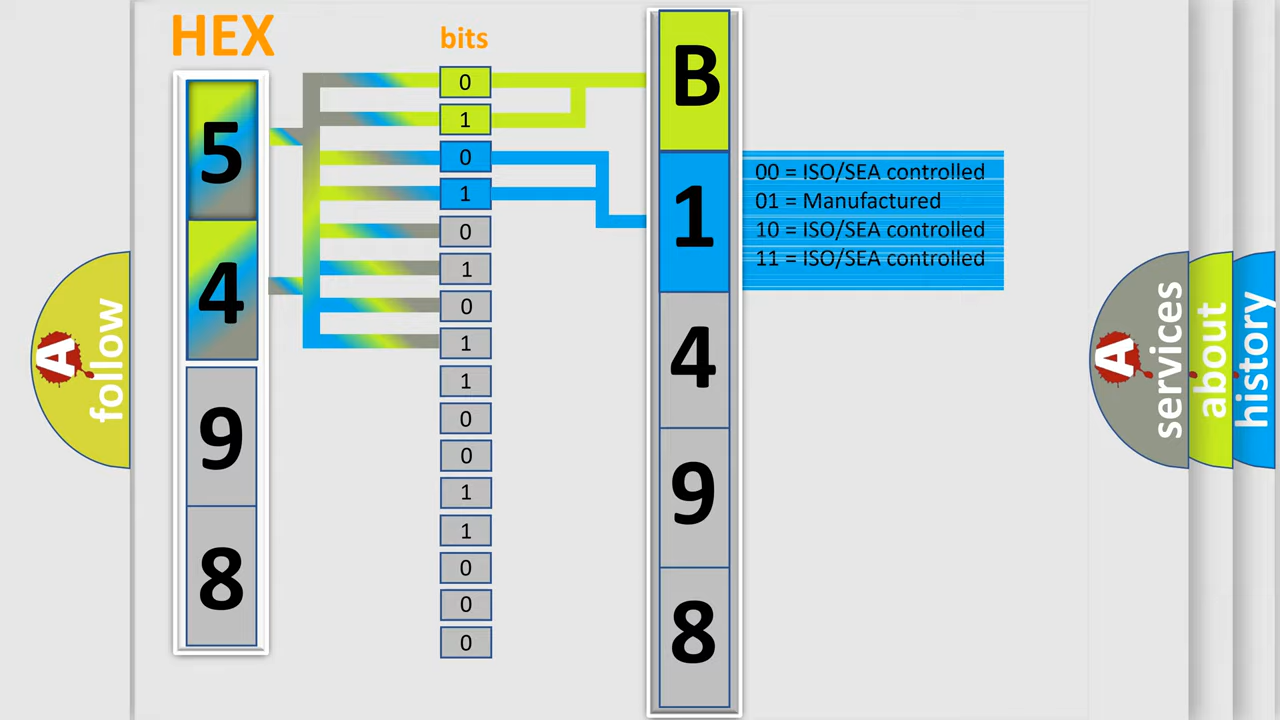 HEX
bits
5
4
9
8
0
1
0
1
0
1
0
1
1
0
0
1
1
0
0
0
B
1
4
9
8
00 = ISO/SEA controlled
01 = Manufactured
10 = ISO/SEA controlled
11 = ISO/SEA controlled
A
follow
A
services
about
history